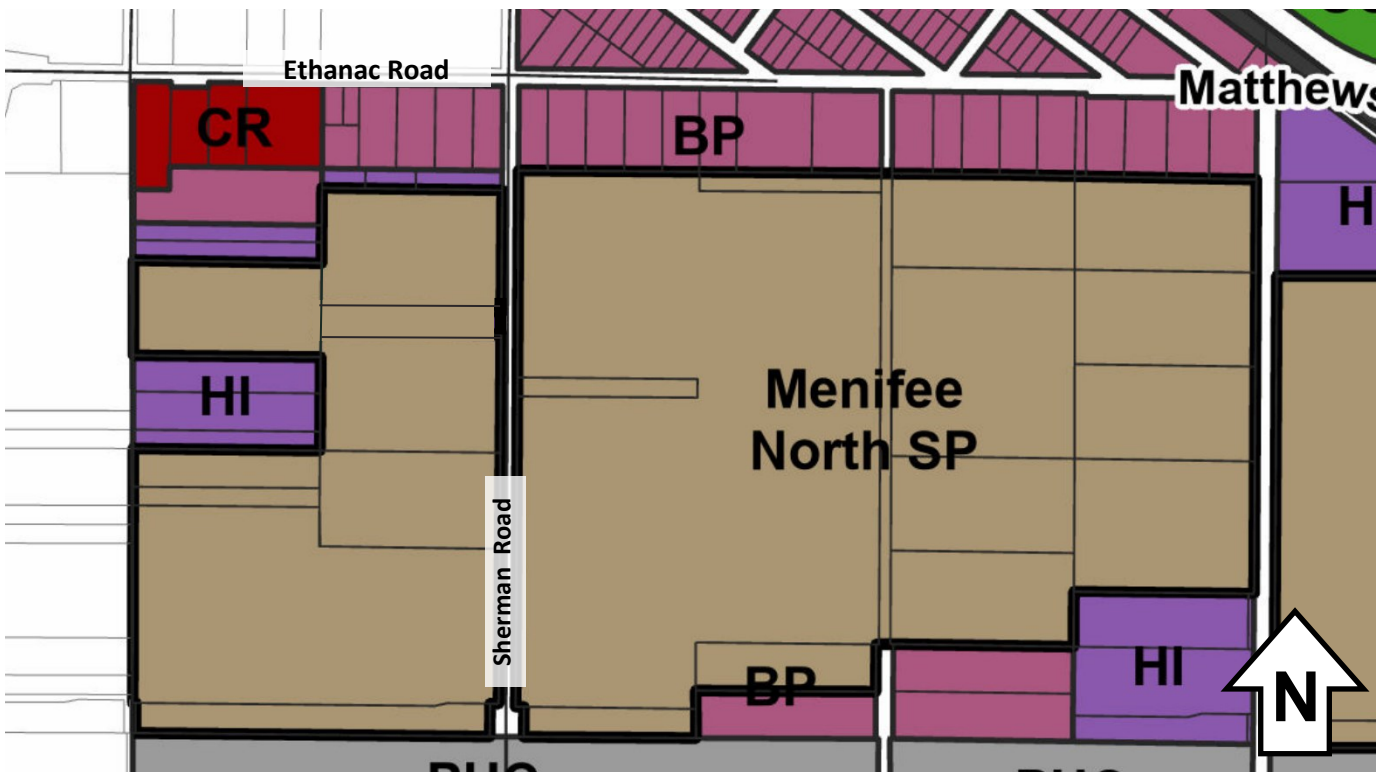 Ethanac Road
Matthews
CR
BP
H
HI
Menifee
North SP
Sherman Road
BP
HI
N